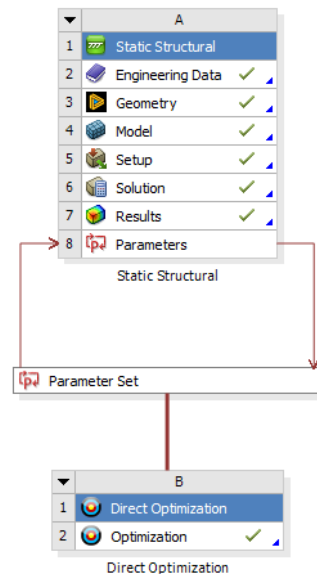 A
1 Static Structural
2 Engineering Data
3 Geometry
4 Model
5 Setup
6 Solution
7 Results
8 Parameters
Static Structural
Parameter Set
B
1 Direct Optimization
2 Optimization
Direct Optimization